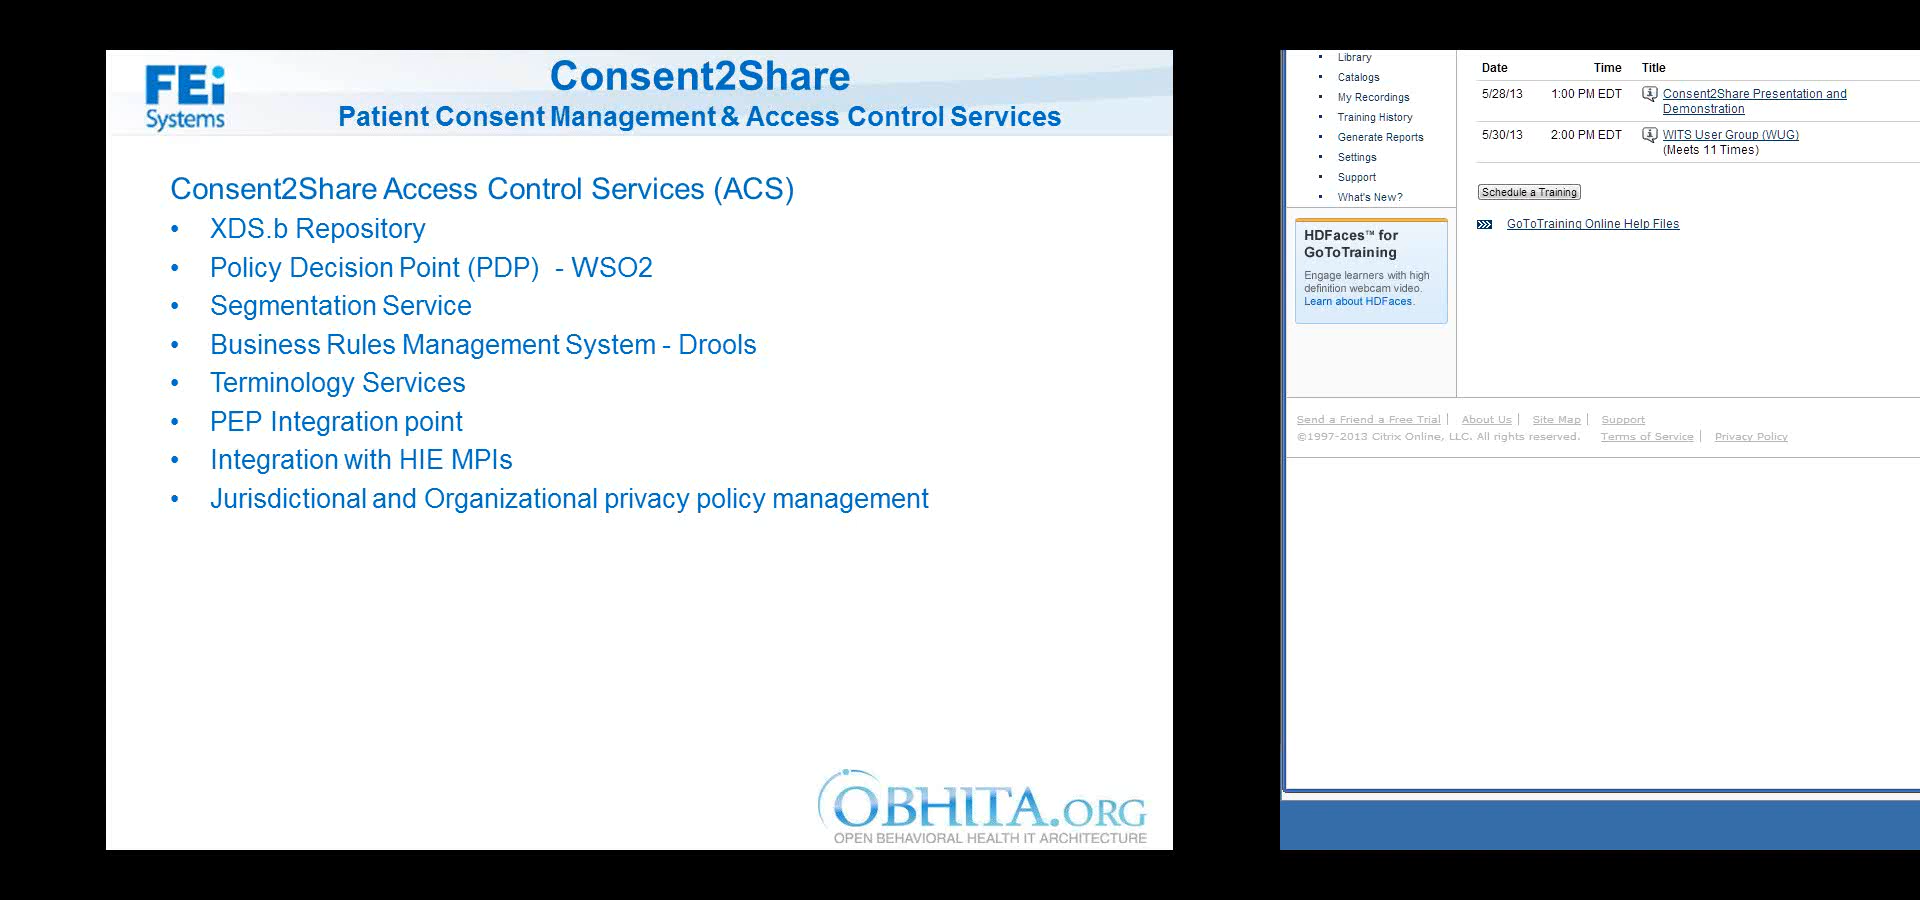 FEi
Systems
Consent2Share
Patient Consent Management & Access Control Services
Consent2Share Access Control Services (ACS)
• XDS.b Repository
• Policy Decision Point (PDP) - WSO2
• Segmentation Service
• Business Rules Management System - Drools
• Terminology Services
• PEP Integration point
• Integration with HIE MPIs
• Jurisdictional and Organizational privacy policy management
OBHITA.ORG
OPEN BEHAVIORAL HEALTH IT ARCHITECTURE
Library
Catalogs
My Recordings
Training History
Generate Reports
Settings
Support
What's New?
HDFaces™ for
GoToTraining
Engage learners with high
definition webcam video.
Learn about HDFaces.
Date Time Title
5/28/13 1:00 PM EDT Consent2Share Presentation and
Demonstration
5/30/13 2:00 PM EDT WITS User Group (WUG)
(Meets 11 Times)
Schedule a Training
GoToTraining Online Help Files
Send a Friend a Free Trial | About Us | Site Map | Support
©1997-2013 Citrix Online, LLC. All rights reserved. Terms of Service | Privacy Policy